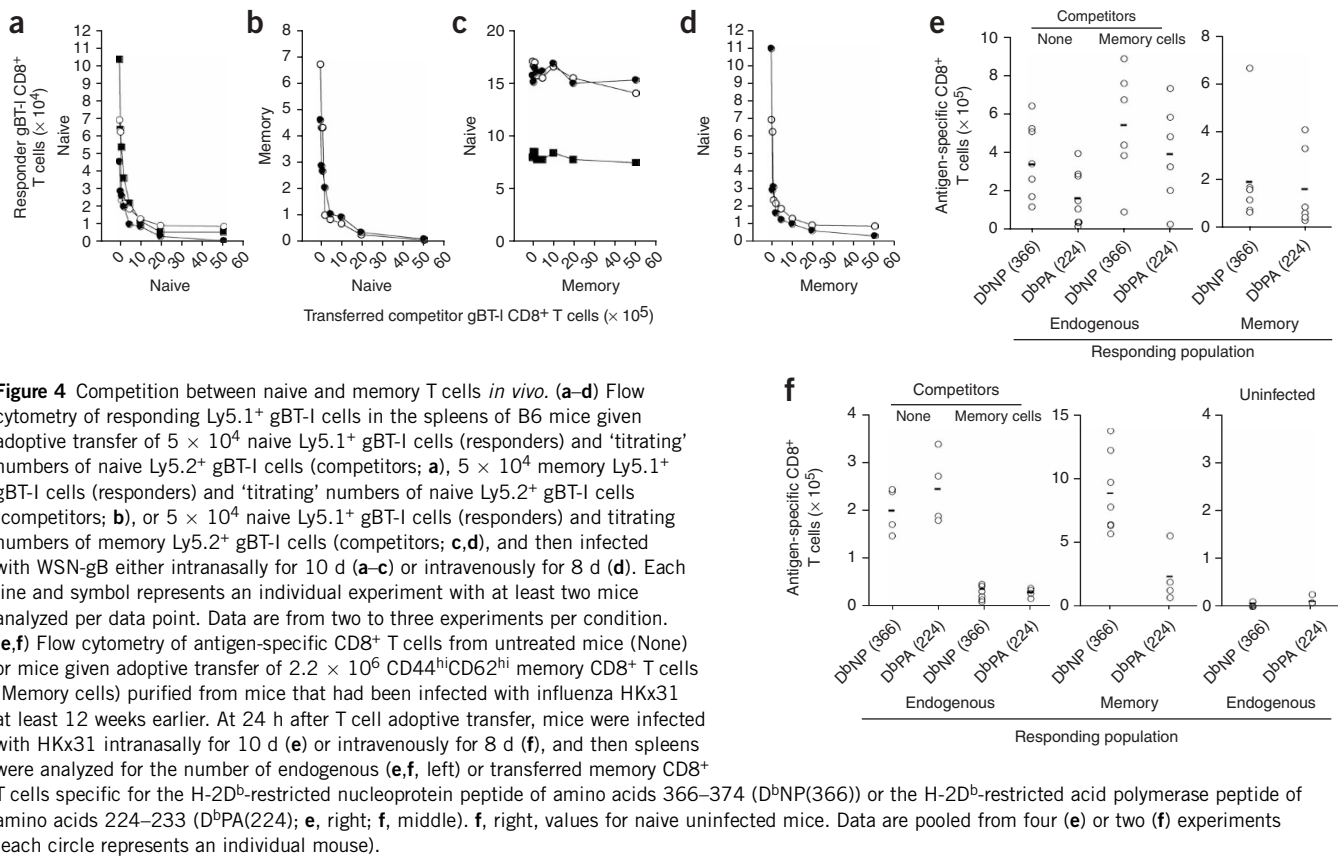 a
b
c
d
e
Responder gBT-I CD8⁺
T cells (× 10⁴)
Naive
12
11
10
9
8
7
6
5
4
3
2
1
0
0
10
20
30
40
50
60
Naive
Memory
8
7
6
5
4
3
2
1
0
0
10
20
30
40
50
60
Naive
Naive
20
15
10
5
0
0
10
20
30
40
50
60
Memory
Naive
12
11
10
9
8
7
6
5
4
3
2
1
0
0
10
20
30
40
50
60
Memory
Transferred competitor gBT-I CD8⁺ T cells (× 10⁵)
Competitors
None Memory cells
Antigen-specific CD8⁺
T cells (× 10⁵)
10
8
6
4
2
0
8
6
4
2
0
DᵇNP (366)
DᵇPA (224)
DᵇNP (366)
DᵇPA (224)
DᵇNP (366)
DᵇPA (224)
Endogenous Memory
Responding population
Figure 4 Competition between naive and memory T cells in vivo. (a–d) Flow
cytometry of responding Ly5.1⁺ gBT-I cells in the spleens of B6 mice given
adoptive transfer of 5 × 10⁴ naive Ly5.1⁺ gBT-I cells (responders) and ‘titrating’
numbers of naive Ly5.2⁺ gBT-I cells (competitors; a), 5 × 10⁴ memory Ly5.1⁺
gBT-I cells (responders) and ‘titrating’ numbers of naive Ly5.2⁺ gBT-I cells
competitors; b), or 5 × 10⁴ naive Ly5.1⁺ gBT-I cells (responders) and titrating
numbers of memory Ly5.2⁺ gBT-I cells (competitors; c,d), and then infected
with WSN-gB either intranasally for 10 d (a–c) or intravenously for 8 d (d). Each
ine and symbol represents an individual experiment with at least two mice
analyzed per data point. Data are from two to three experiments per condition.
e,f) Flow cytometry of antigen-specific CD8⁺ T cells from untreated mice (None)
or mice given adoptive transfer of 2.2 × 10⁶ CD44ʰⁱCD62ʰⁱ memory CD8⁺ T cells
Memory cells) purified from mice that had been infected with influenza HKx31
at least 12 weeks earlier. At 24 h after T cell adoptive transfer, mice were infected
with HKx31 intranasally for 10 d (e) or intravenously for 8 d (f), and then spleens
were analyzed for the number of endogenous (e,f, left) or transferred memory CD8⁺
T cells specific for the H-2Dᵇ–restricted nucleoprotein peptide of amino acids 366–374 (DᵇNP(366)) or the H-2Dᵇ-restricted acid polymerase peptide of
amino acids 224–233 (DᵇPA(224); e, right; f, middle). f, right, values for naive uninfected mice. Data are pooled from four (e) or two (f) experiments
each circle represents an individual mouse).
f
Competitors
None Memory cells
Uninfected
Antigen-specific CD8⁺
T cells (× 10⁵)
4
3
2
1
0
15
10
5
0
4
3
2
1
0
DᵇNP (366)
DᵇPA (224)
DᵇNP (366)
DᵇPA (224)
DᵇNP (366)
DᵇPA (224)
DᵇNP (366)
DᵇPA (224)
Endogenous Memory Endogenous
Responding population